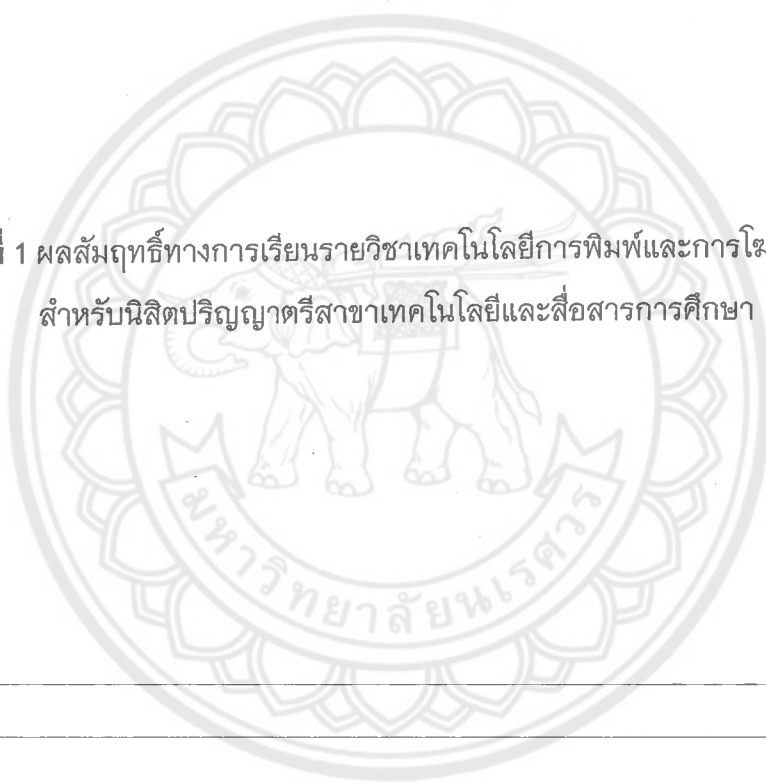 ที่ 1 ผลสัมฤทธิ์ทางการเรียนรายวิชาเทคโนโลยีการพิมพ์และการโฆ
สำหรับนิสิตปริญญาตรีสาขาเทคโนโลยีและสื่อสารการศึกษา
มหาวิทยาลัยนเรศวร